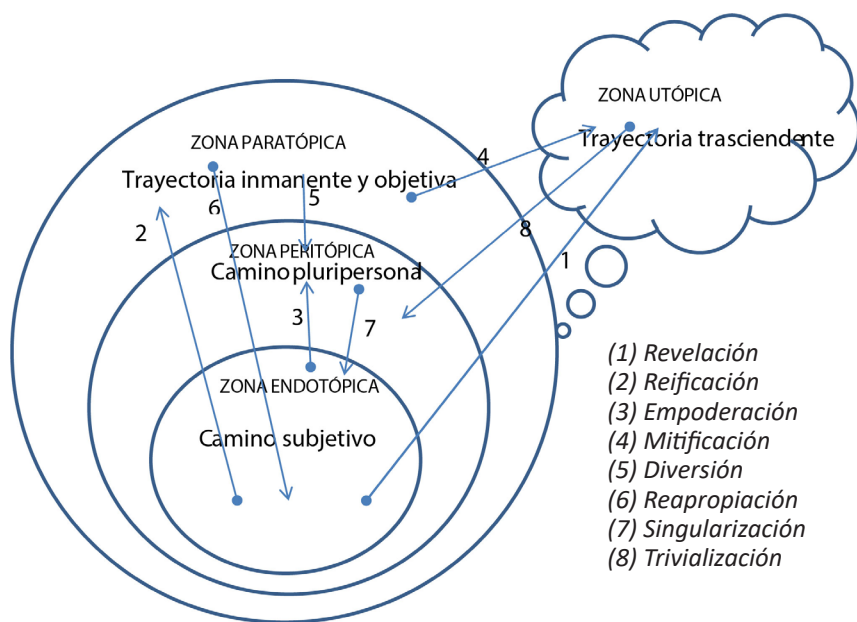 ZONA UTÓPICA
Trayectoria trasciendente
ZONA PARATÓPICA
Trayectoria inmanente y objetiva
4
5
6
2
8
ZONA PERITÓPICA
Camino pluripersonal
1
3
7
ZONA ENDOTÓPICA
Camino subjetivo
(1) Revelación
(2) Reificación
(3) Empoderación
(4) Mitificación
(5) Diversión
(6) Reapropiación
(7) Singularización
(8) Trivialización